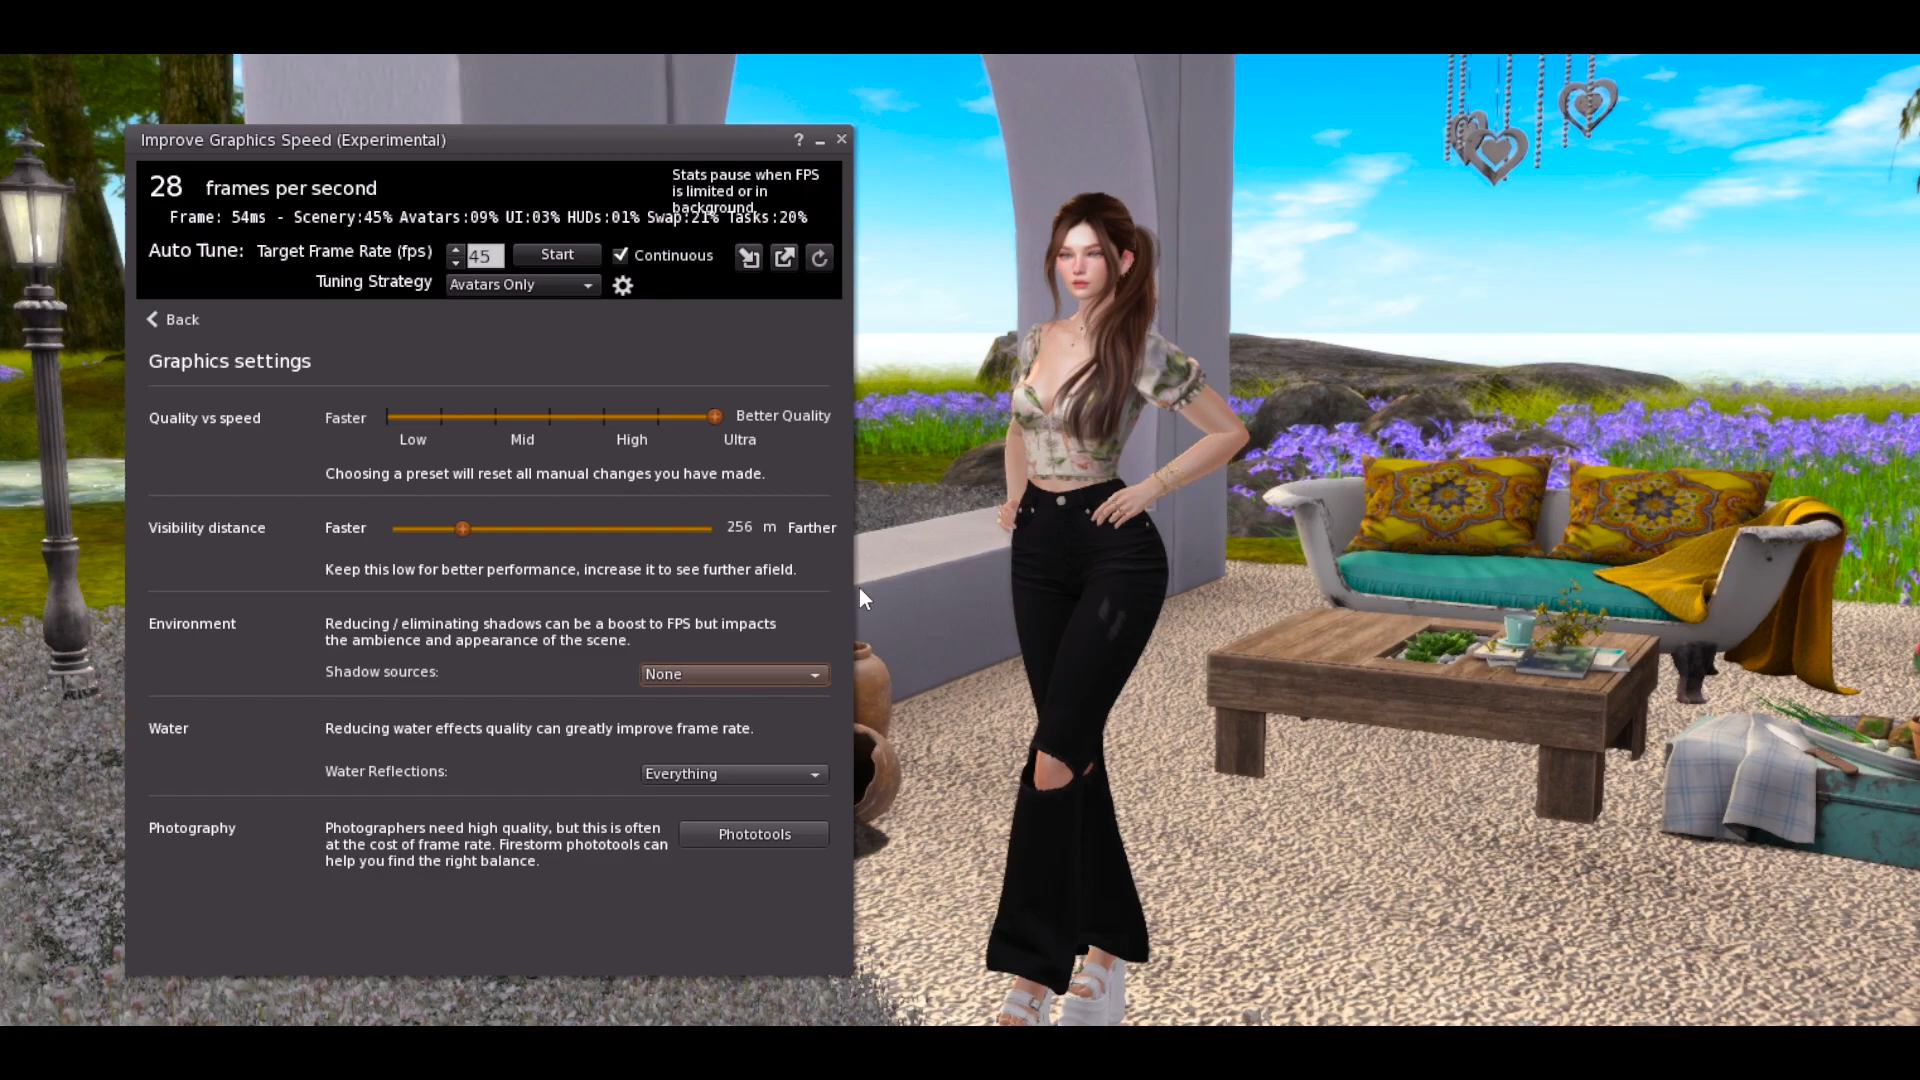 Improve Graphics Speed (Experimental)
?
28 frames per second
Stats pause when FPS
is limited or in
background.
Frame: 54ms - Scenery:45% Avatars:09% UI:03% HUDs:01% Swap:21% Tasks:20%
Auto Tune: Target Frame Rate (fps) 45 Start Continuous
Tuning Strategy Avatars Only
Back
Graphics settings
Quality vs speed Faster Better Quality
Low Mid High Ultra
Choosing a preset will reset all manual changes you have made.
Visibility distance Faster 256 m Farther
Keep this low for better performance, increase it to see further afield.
Environment Reducing / eliminating shadows can be a boost to FPS but impacts
the ambience and appearance of the scene.
Shadow sources: None
Water Reducing water effects quality can greatly improve frame rate.
Water Reflections: Everything
Photography Photographers need high quality, but this is often
at the cost of frame rate. Firestorm phototools can
help you find the right balance.
Phototools